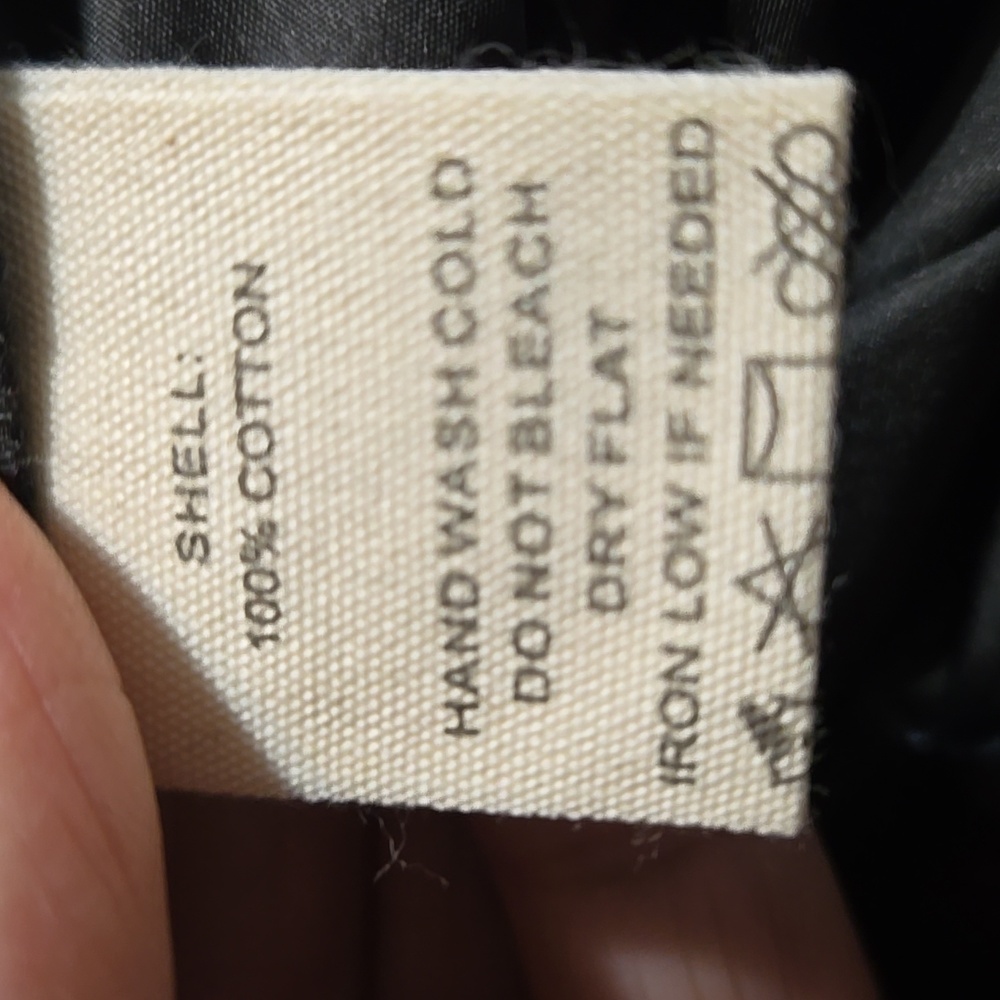 SHELL:
100% COTTON
HAND WASH COLD
DO NOT BLEACH
DRY FLAT
IRON LOW IF NEEDED